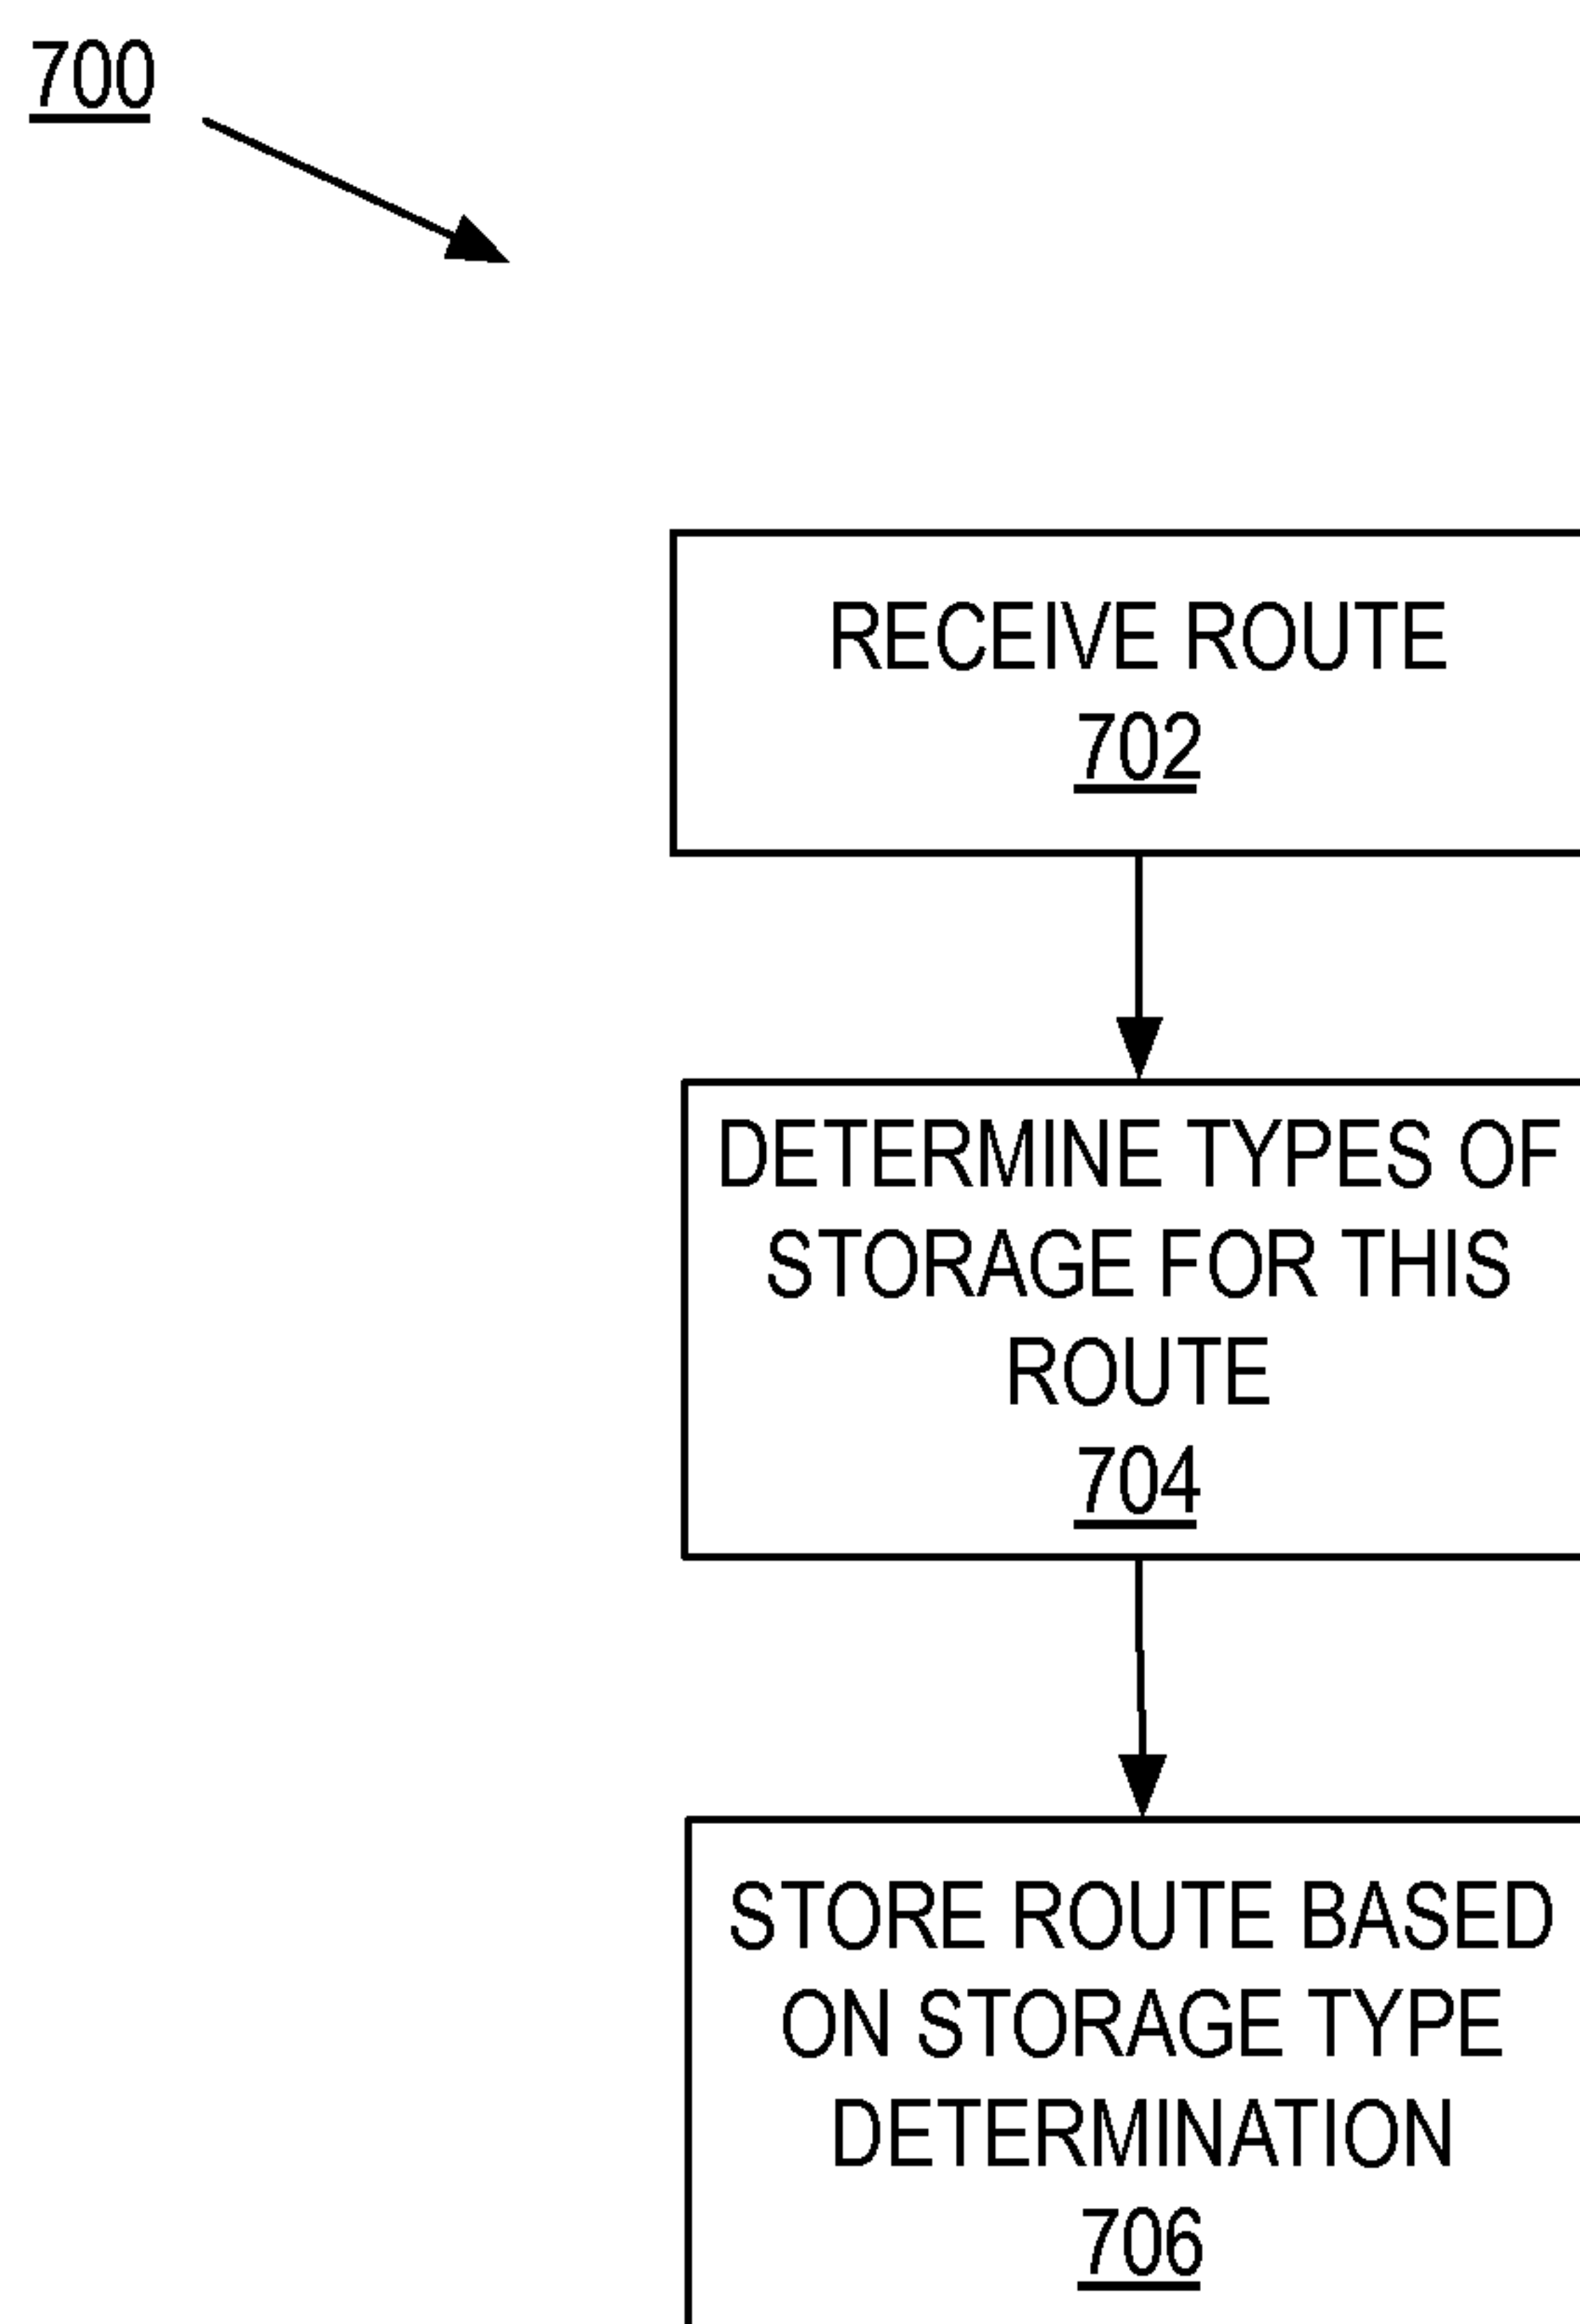 700
RECEIVE ROUTE
702
DETERMINE TYPES OF
STORAGE FOR THIS
ROUTE
704
STORE ROUTE BASED
ON STORAGE TYPE
DETERMINATION
706